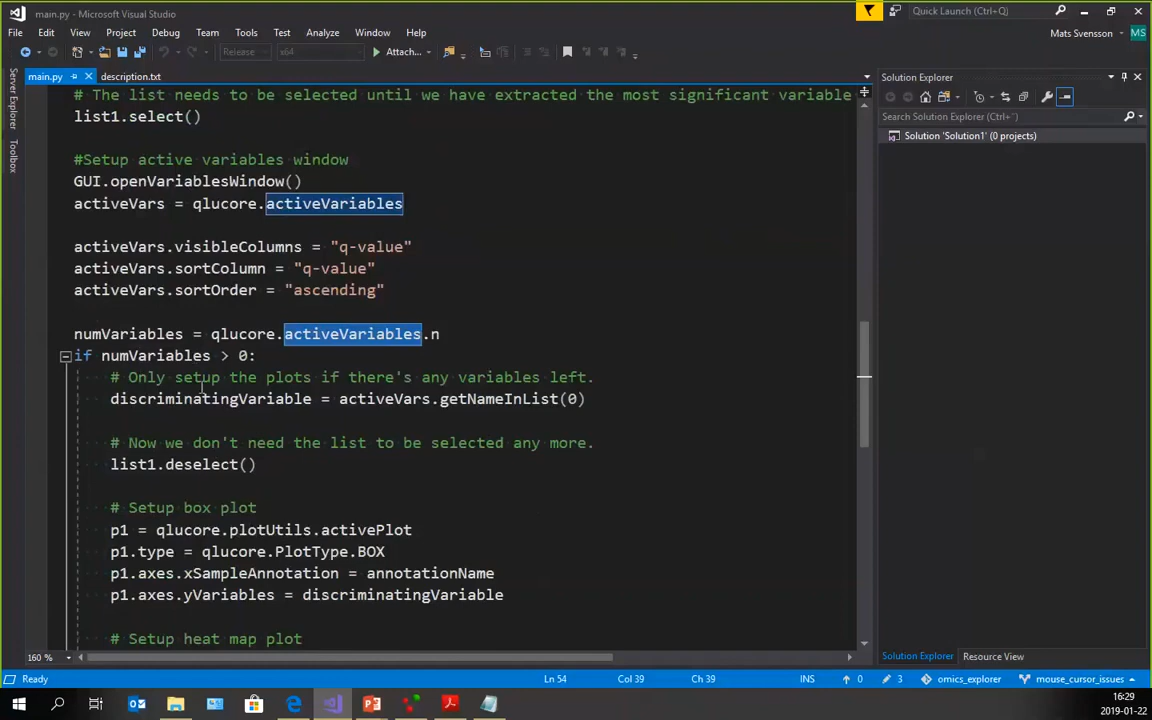 main.py - Microsoft Visual Studio
Quick Launch (Ctrl+Q)
File Edit View Project Debug Team Tools Test Analyze Window Help
Mats Svensson MS
Release x64 Attach...
Server Explorer
Toolbox
main.py description.txt
# The list needs to be selected until we have extracted the most significant variable
list1.select()
#Setup active variables window
GUI.openVariablesWindow()
activeVars = qlucore.activeVariables
activeVars.visibleColumns = "q-value"
activeVars.sortColumn = "q-value"
activeVars.sortOrder = "ascending"
numVariables = qlucore.activeVariables.n
if numVariables > 0:
# Only setup the plots if there's any variables left.
discriminatingVariable = activeVars.getNameInList(0)
# Now we don't need the list to be selected any more.
list1.deselect()
# Setup box plot
p1 = qlucore.plotUtils.activePlot
p1.type = qlucore.PlotType.BOX
p1.axes.xSampleAnnotation = annotationName
p1.axes.yVariables = discriminatingVariable
# Setup heat map plot
160 %
Solution Explorer
Search Solution Explorer (Ctrl+¨)
Solution 'Solution1' (0 projects)
Solution Explorer Resource View
Ready Ln 54 Col 39 Ch 39 INS 0 3 omics_explorer mouse_cursor_issues
16:29
2019-01-22